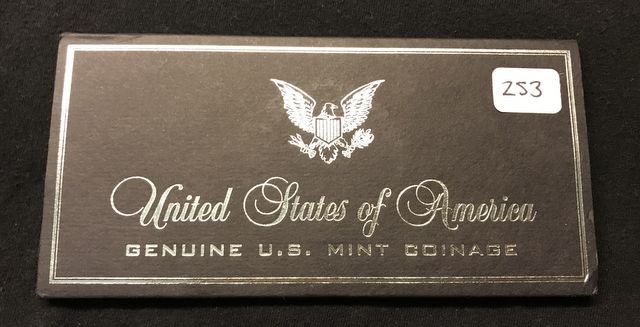 253
United States of America
GENUINE U.S. MINT COINAGE